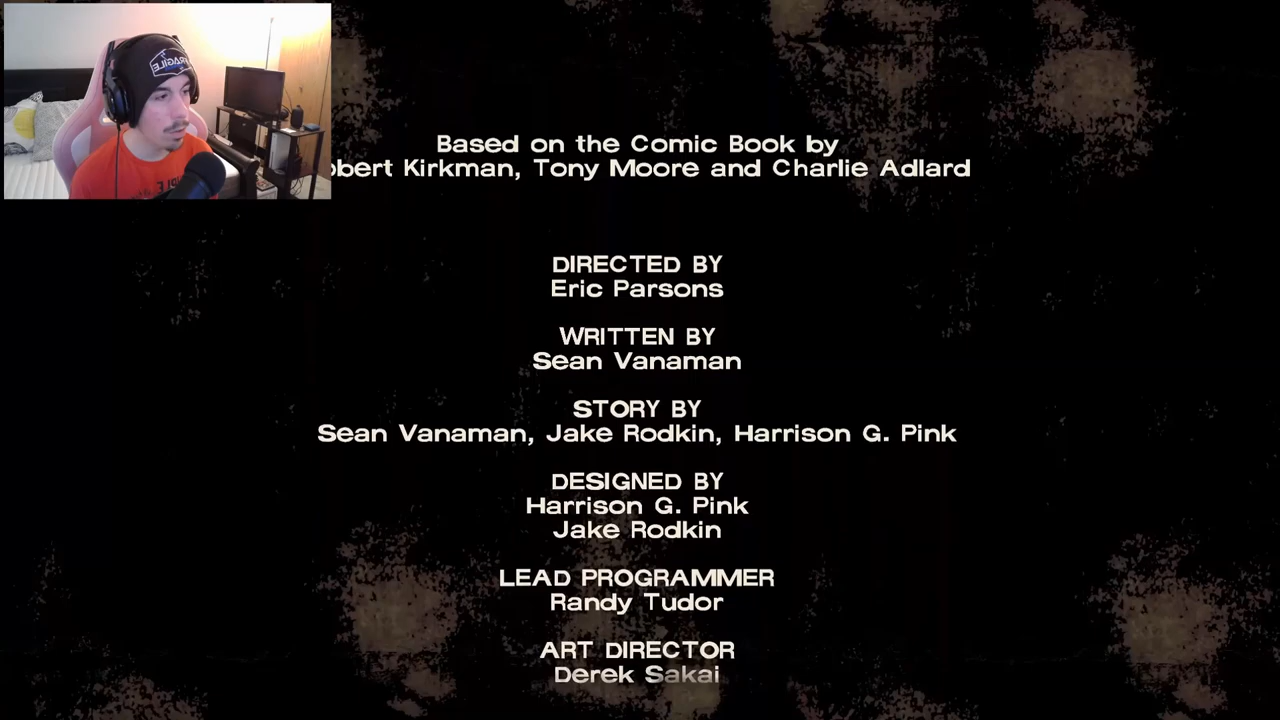 FRAGILE
Based on the Comic Book by
obert Kirkman, Tony Moore and Charlie Adlard
DIRECTED BY
Eric Parsons
WRITTEN BY
Sean Vanaman
STORY BY
Sean Vanaman, Jake Rodkin, Harrison G. Pink
DESIGNED BY
Harrison G. Pink
Jake Rodkin
LEAD PROGRAMMER
Randy Tudor
ART DIRECTOR
Derek Sakai